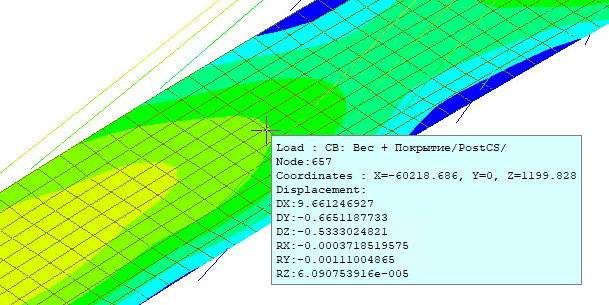 Load : СВ: Вес + Покрытие/PostCS/
Node:657
Coordinates : X=-60218.686, Y=0, Z=1199.828
Displacement:
DX:9.661246927
DY:-0.6651187733
DZ:-0.5333024821
RX:-0.0003718519575
RY:-0.00111004865
RZ:6.090753916e-005